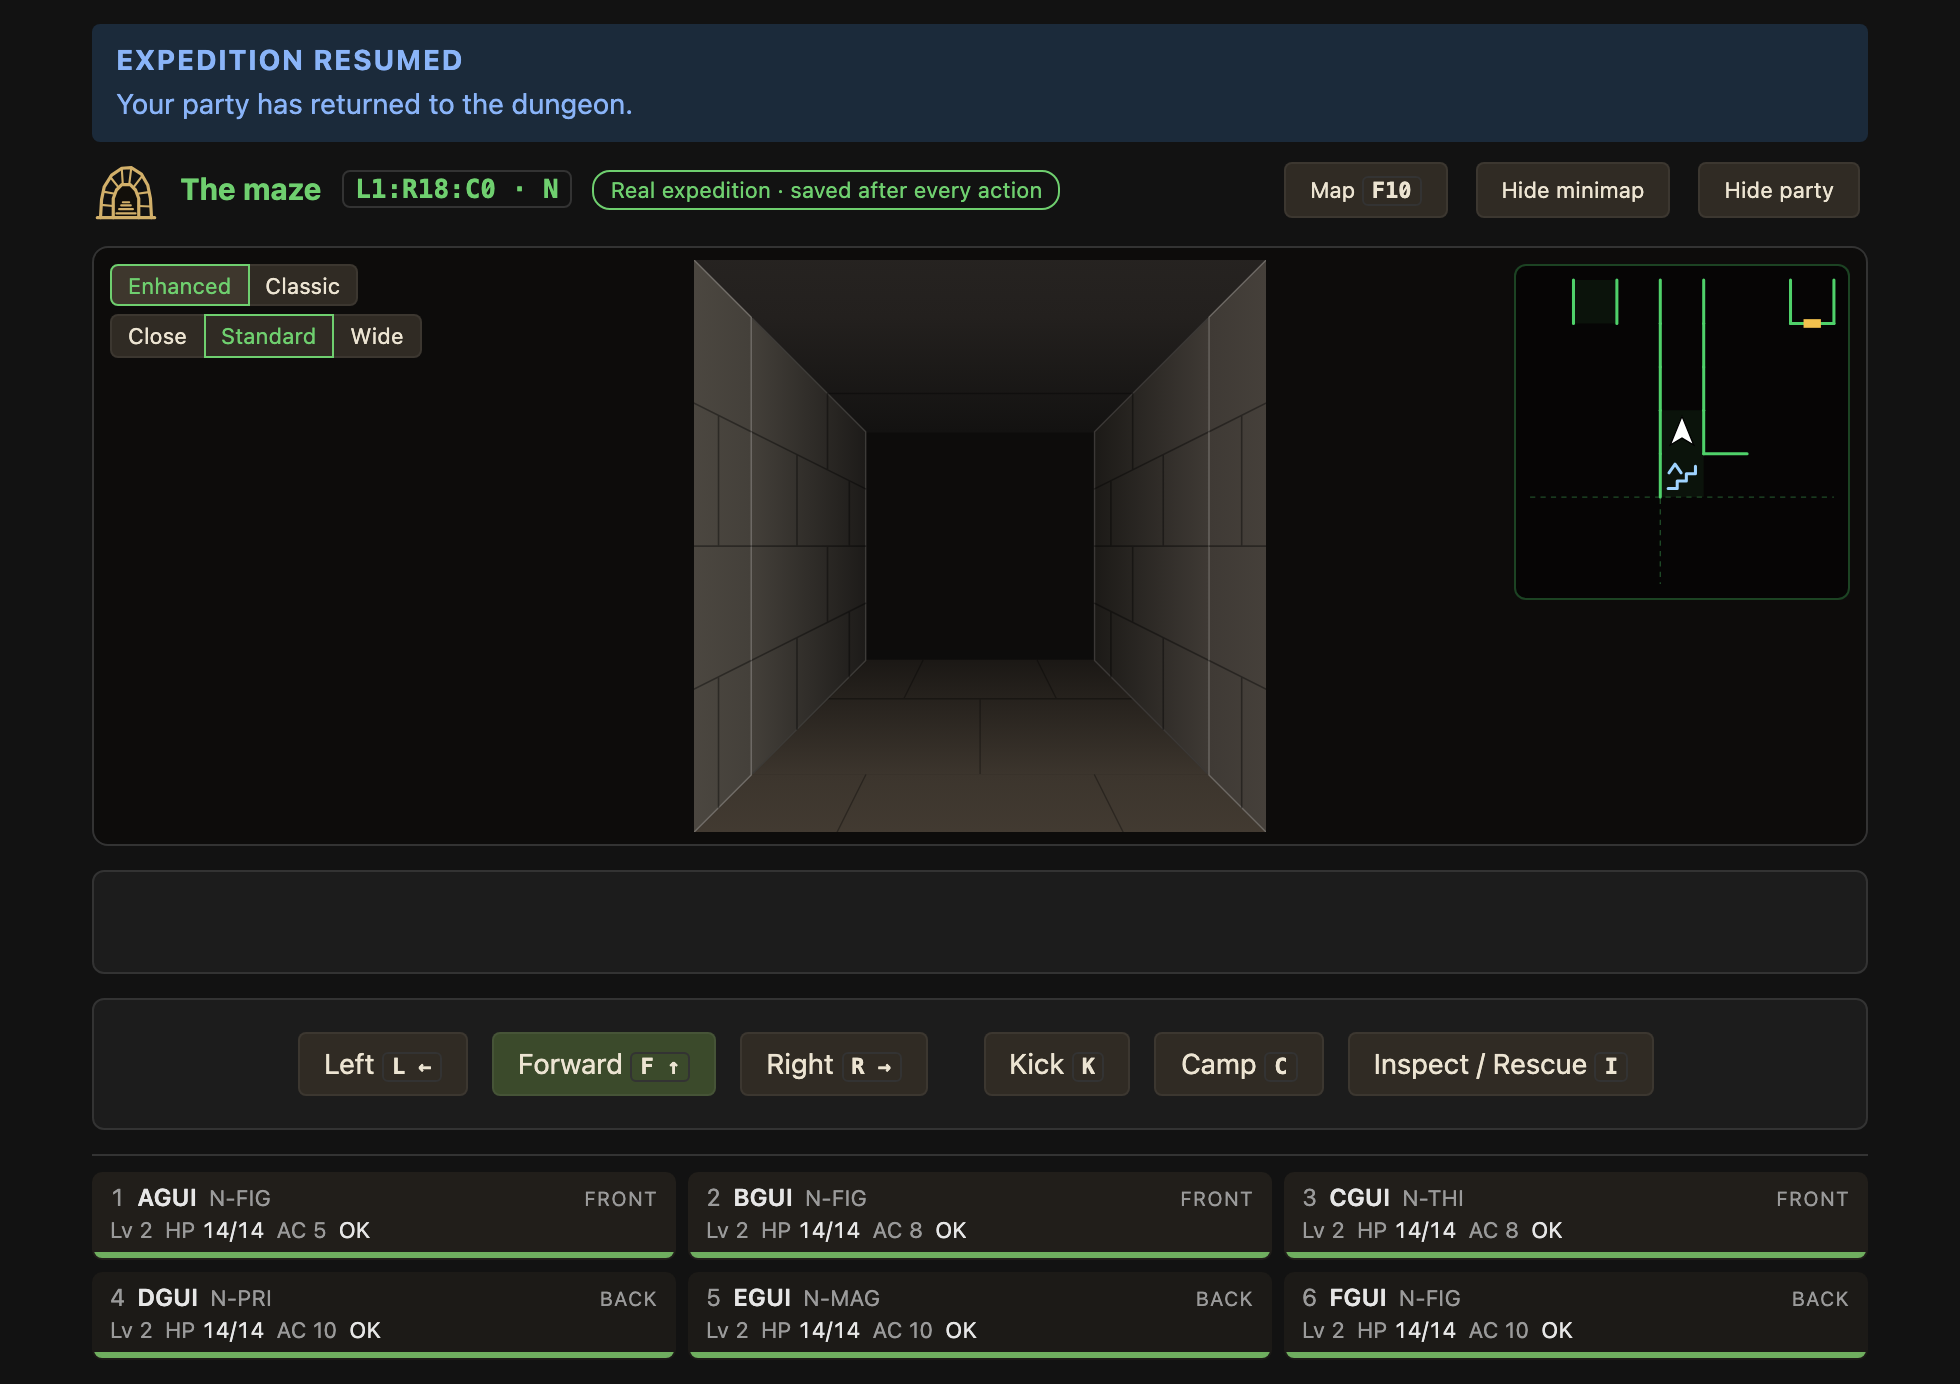 EXPEDITION RESUMED
Your party has returned to the dungeon.
The maze L1:R18:C0 · N Real expedition · saved after every action Map F10 Hide minimap Hide party
Enhanced Classic
Close Standard Wide
Left L ← Forward F ↑ Right R → Kick K Camp C Inspect / Rescue I
1 AGUI N-FIG FRONT
Lv 2 HP 14/14 AC 5 OK
2 BGUI N-FIG FRONT
Lv 2 HP 14/14 AC 8 OK
3 CGUI N-THI FRONT
Lv 2 HP 14/14 AC 8 OK
4 DGUI N-PRI BACK
Lv 2 HP 14/14 AC 10 OK
5 EGUI N-MAG BACK
Lv 2 HP 14/14 AC 10 OK
6 FGUI N-FIG BACK
Lv 2 HP 14/14 AC 10 OK